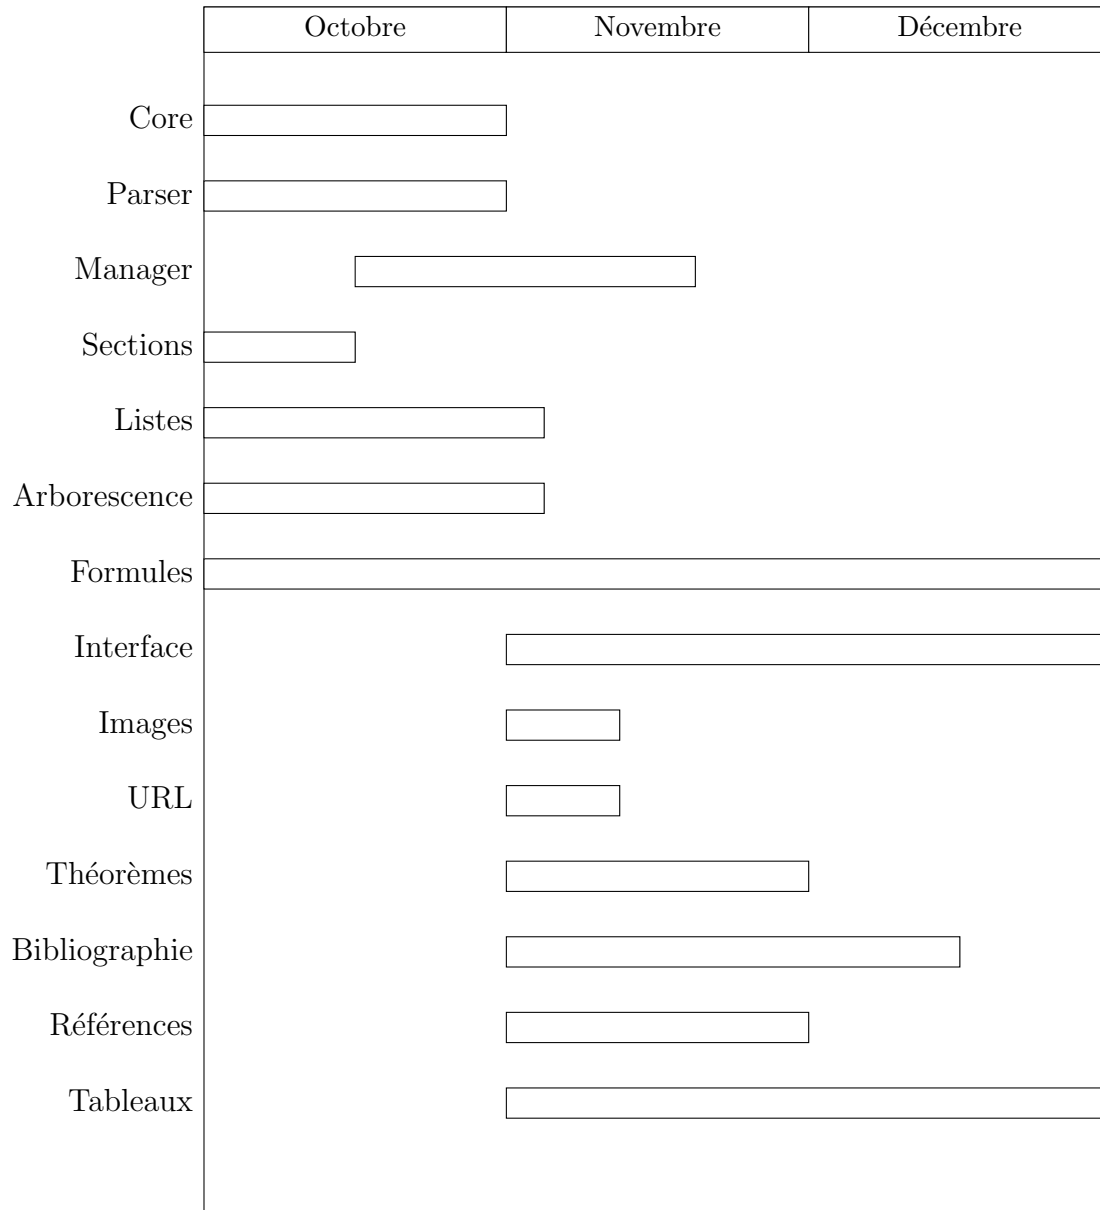 Octobre Novembre Décembre
Core
Parser
Manager
Sections
Listes
Arborescence
Formules
Interface
Images
URL
Théorèmes
Bibliographie
Références
Tableaux